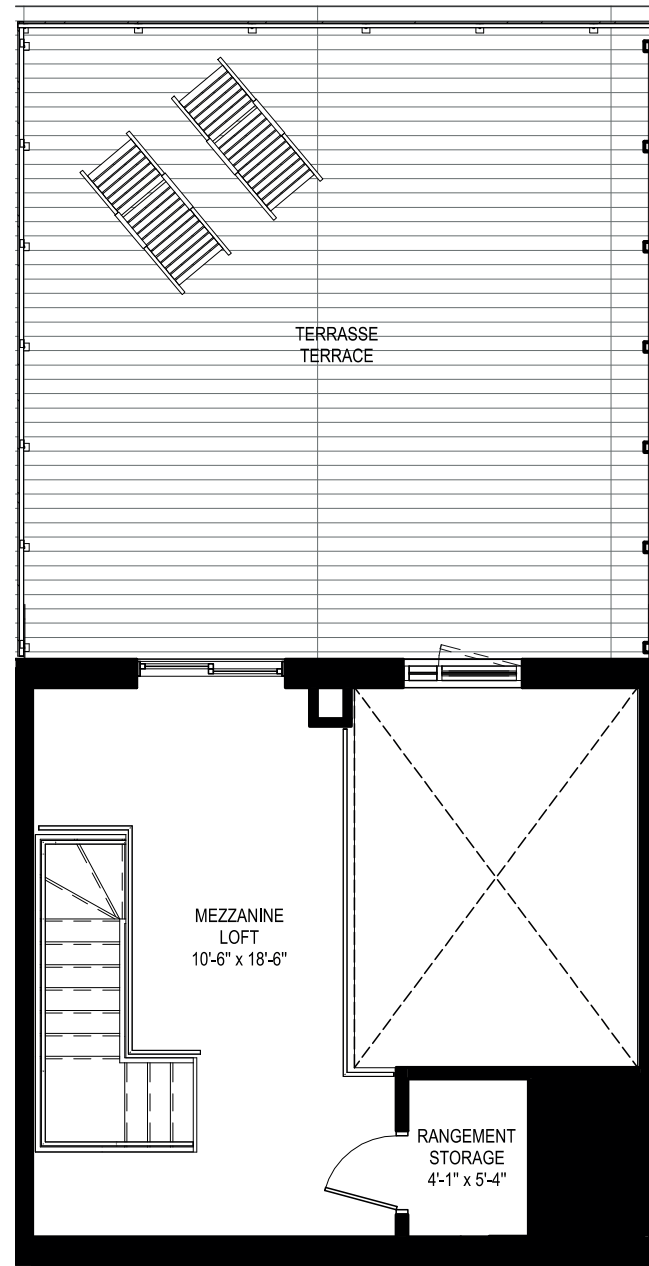 TERRASSE
TERRACE
MEZZANINE
LOFT
10'-6" x 18'-6"
RANGEMENT
STORAGE
4'-1" x 5'-4"